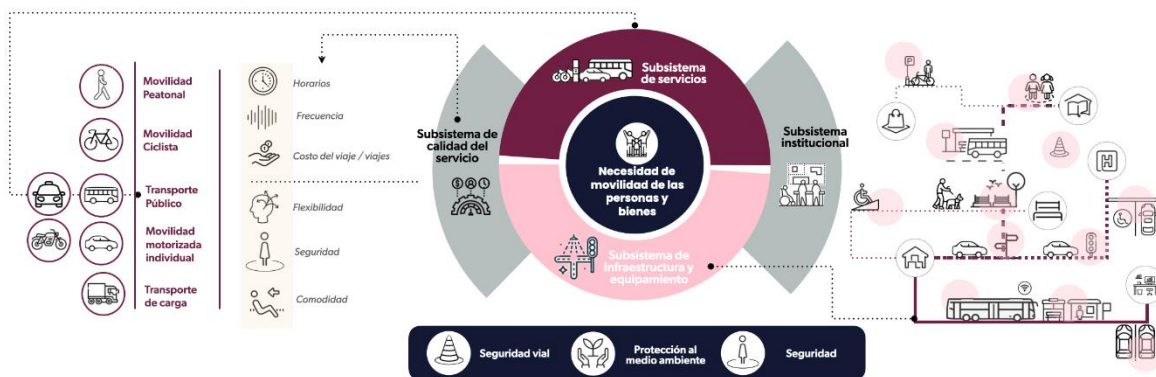 Movilidad
Peatonal
Movilidad
Ciclista
Transporte
Público
Movilidad
motorizada
individual
Transporte
de carga
Horarios
Frecuencia
Costo del viaje / viajes
Flexibilidad
Seguridad
Comodidad
Subsistema de
calidad del
servicio
Subsistema
de servicios
Necesidad de
movilidad de las
personas y
bienes
Subsistema de
Infraestructura y
equipamiento
Subsistema
institucional
P
H
Seguridad vial
Protección al
medio ambiente
Seguridad